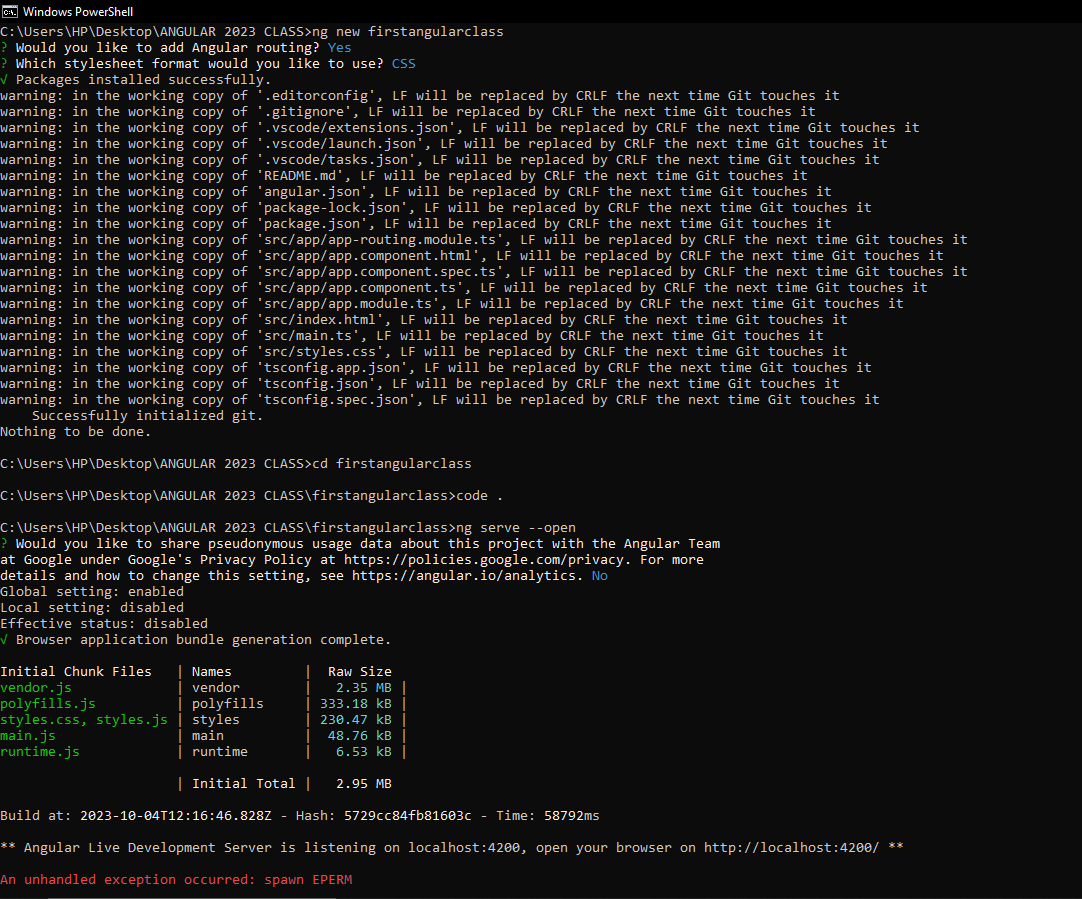 Windows PowerShell
C:\Users\HP\Desktop\ANGULAR 2023 CLASS>ng new firstangularclass
? Would you like to add Angular routing? Yes
? Which stylesheet format would you like to use? CSS
√ Packages installed successfully.
warning: in the working copy of '.editorconfig', LF will be replaced by CRLF the next time Git touches it
warning: in the working copy of '.gitignore', LF will be replaced by CRLF the next time Git touches it
warning: in the working copy of '.vscode/extensions.json', LF will be replaced by CRLF the next time Git touches it
warning: in the working copy of '.vscode/launch.json', LF will be replaced by CRLF the next time Git touches it
warning: in the working copy of '.vscode/tasks.json', LF will be replaced by CRLF the next time Git touches it
warning: in the working copy of 'README.md', LF will be replaced by CRLF the next time Git touches it
warning: in the working copy of 'angular.json', LF will be replaced by CRLF the next time Git touches it
warning: in the working copy of 'package-lock.json', LF will be replaced by CRLF the next time Git touches it
warning: in the working copy of 'package.json', LF will be replaced by CRLF the next time Git touches it
warning: in the working copy of 'src/app/app-routing.module.ts', LF will be replaced by CRLF the next time Git touches it
warning: in the working copy of 'src/app/app.component.html', LF will be replaced by CRLF the next time Git touches it
warning: in the working copy of 'src/app/app.component.spec.ts', LF will be replaced by CRLF the next time Git touches it
warning: in the working copy of 'src/app/app.component.ts', LF will be replaced by CRLF the next time Git touches it
warning: in the working copy of 'src/app/app.module.ts', LF will be replaced by CRLF the next time Git touches it
warning: in the working copy of 'src/index.html', LF will be replaced by CRLF the next time Git touches it
warning: in the working copy of 'src/main.ts', LF will be replaced by CRLF the next time Git touches it
warning: in the working copy of 'src/styles.css', LF will be replaced by CRLF the next time Git touches it
warning: in the working copy of 'tsconfig.app.json', LF will be replaced by CRLF the next time Git touches it
warning: in the working copy of 'tsconfig.json', LF will be replaced by CRLF the next time Git touches it
warning: in the working copy of 'tsconfig.spec.json', LF will be replaced by CRLF the next time Git touches it
    Successfully initialized git.
Nothing to be done.
C:\Users\HP\Desktop\ANGULAR 2023 CLASS>cd firstangularclass
C:\Users\HP\Desktop\ANGULAR 2023 CLASS\firstangularclass>code .
C:\Users\HP\Desktop\ANGULAR 2023 CLASS\firstangularclass>ng serve --open
? Would you like to share pseudonymous usage data about this project with the Angular Team
at Google under Google's Privacy Policy at https://policies.google.com/privacy. For more
details and how to change this setting, see https://angular.io/analytics. No
Global setting: enabled
Local setting: disabled
Effective status: disabled
√ Browser application bundle generation complete.
Initial Chunk Files   | Names         |  Raw Size
vendor.js             | vendor        |   2.35 MB |
polyfills.js          | polyfills     | 333.18 kB |
styles.css, styles.js | styles        | 230.47 kB |
main.js               | main          |  48.76 kB |
runtime.js            | runtime       |   6.53 kB |
                      | Initial Total |   2.95 MB
Build at: 2023-10-04T12:16:46.828Z - Hash: 5729cc84fb81603c - Time: 58792ms
** Angular Live Development Server is listening on localhost:4200, open your browser on http://localhost:4200/ **
An unhandled exception occurred: spawn EPERM